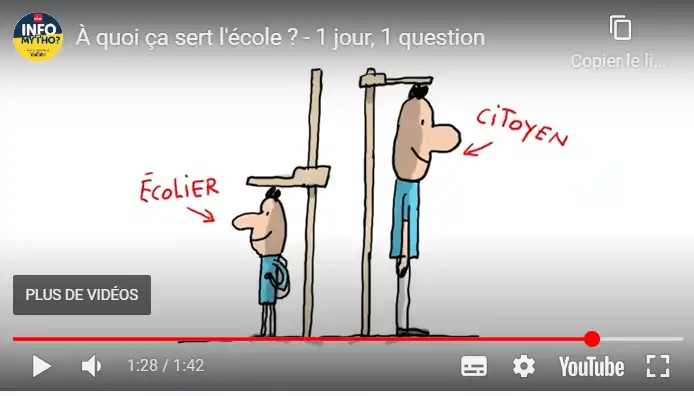 INFO
MYTHO?
YouTube
À quoi ça sert l'école ? - 1 jour, 1 question
Copier le li...
CITOYEN
ÉCOLIER
PLUS DE VIDÉOS
1:28 / 1:42
YouTube